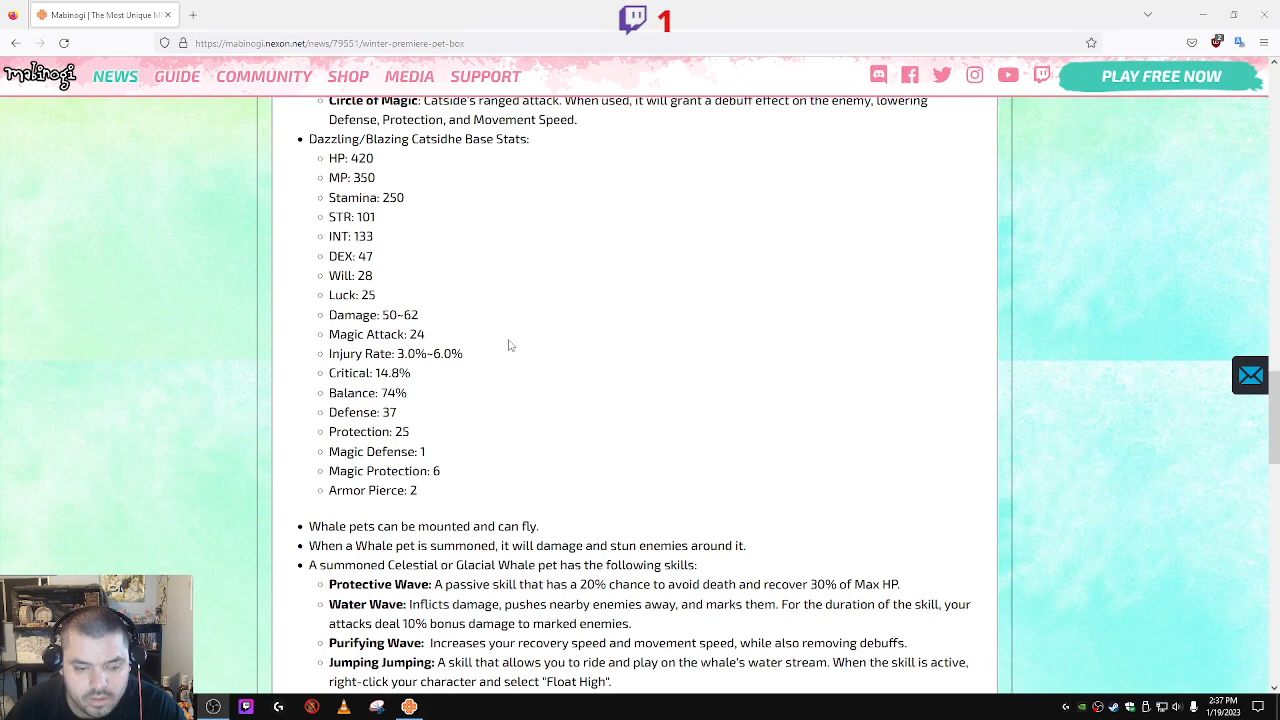 Mabinogi | The Most Unique MI
1
https://mabinogi.nexon.net/news/79551/winter-premiere-pet-box
2
mabinogi NEWS GUIDE COMMUNITY SHOP MEDIA SUPPORT PLAY FREE NOW
Circle of Magic: Catside's ranged attack. When used, it will grant a debuff effect on the enemy, lowering
Defense, Protection, and Movement Speed.
Dazzling/Blazing Catsidhe Base Stats:
HP: 420
MP: 350
Stamina: 250
STR: 101
INT: 133
DEX: 47
Will: 28
Luck: 25
Damage: 50~62
Magic Attack: 24
Injury Rate: 3.0%~6.0%
Critical: 14.8%
Balance: 74%
Defense: 37
Protection: 25
Magic Defense: 1
Magic Protection: 6
Armor Pierce: 2
Whale pets can be mounted and can fly.
When a Whale pet is summoned, it will damage and stun enemies around it.
A summoned Celestial or Glacial Whale pet has the following skills:
Protective Wave: A passive skill that has a 20% chance to avoid death and recover 30% of Max HP.
Water Wave: Inflicts damage, pushes nearby enemies away, and marks them. For the duration of the skill, your
attacks deal 10% bonus damage to marked enemies.
Purifying Wave: Increases your recovery speed and movement speed, while also removing debuffs.
Jumping Jumping: A skill that allows you to ride and play on the whale's water stream. When the skill is active,
right-click your character and select "Float High".
2:37 PM
1/19/2023